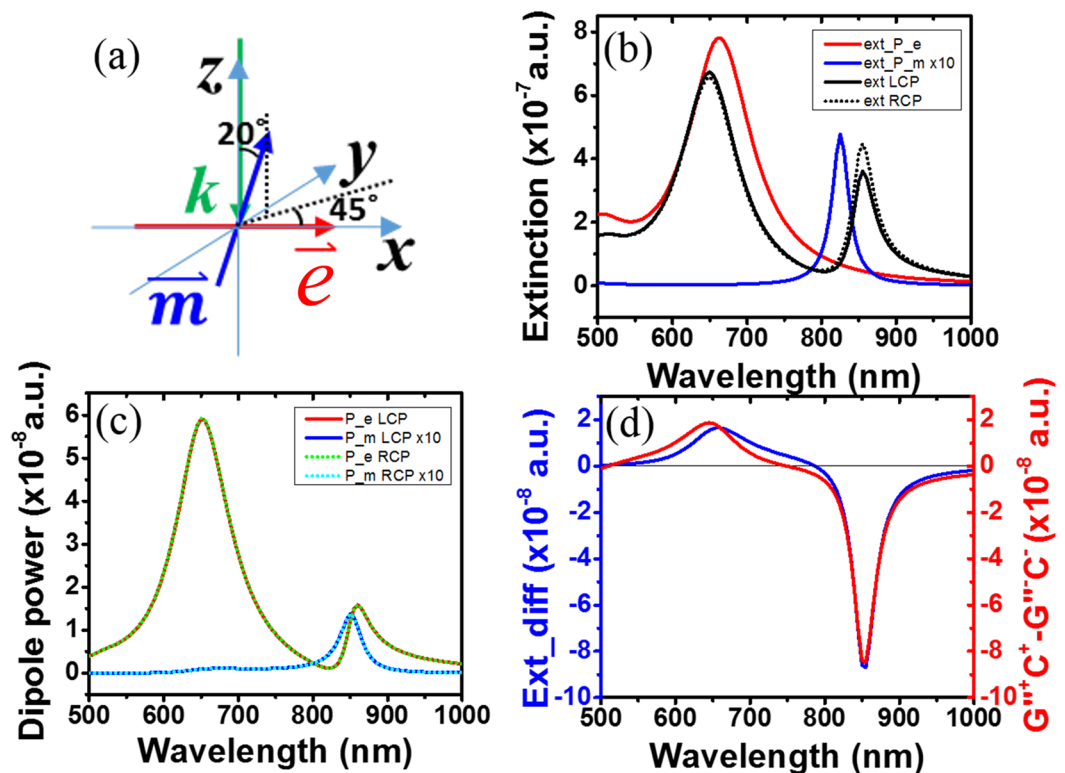 (a)
z
20°
y
k
45°
x
m
e
(b)
Extinction (x10-7 a.u.)
8
6
4
2
0
ext_P_e
ext_P_m x10
ext LCP
ext RCP
500 600 700 800 900 1000
Wavelength (nm)
(c)
Dipole power (x10-8 a.u.)
6
5
4
3
2
1
0
P_e LCP
P_m LCP x10
P_e RCP
P_m RCP x10
500 600 700 800 900 1000
Wavelength (nm)
(d)
Ext_diff (x10-8 a.u.)
2
0
-2
-4
-6
-8
-10
2
0
-2
-4
-6
-8
-10
G"+C+-G"-C- (x10-8 a.u.)
500 600 700 800 900 1000
Wavelength (nm)